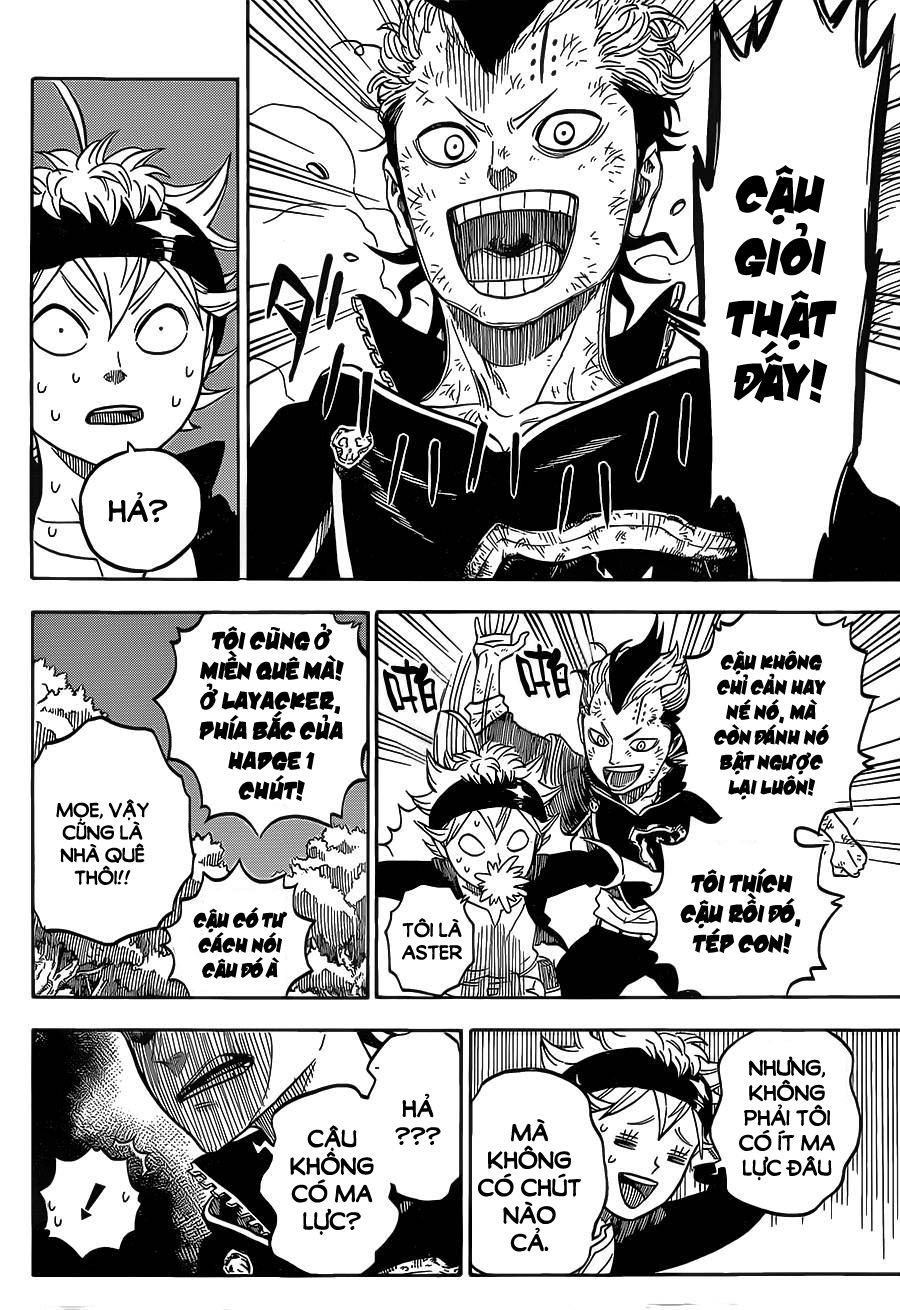 CẬU
GIỎI
THẬT
ĐẤY!
HẢ?
CẬU KHÔNG
CHỈ CẢN HAY
NÉ NÓ, MÀ
CÒN ĐÁNH NÓ
BẬT NGƯỢC
LẠI LUÔN!
TÔI THÍCH
CẬU RỒI ĐÓ,
TÉP CON!
TÔI LÀ
ASTER
TÔI CŨNG Ở
MIỀN QUÊ MÀ!
Ở LAYACKER,
PHÍA BẮC CỦA
HADGE 1
CHÚT!
MỌE, VẬY
CŨNG LÀ
NHÀ QUÊ
THÔI!!
CẬU CÓ TƯ
CÁCH NÓI
CÂU ĐÓ À
NHƯNG,
KHÔNG
PHẢI TÔI
CÓ ÍT MA
LỰC ĐÂU
MÀ
KHÔNG
CÓ CHÚT
NÀO
CẢ.
HẢ
???
CẬU
KHÔNG
CÓ MA
LỰC?
!